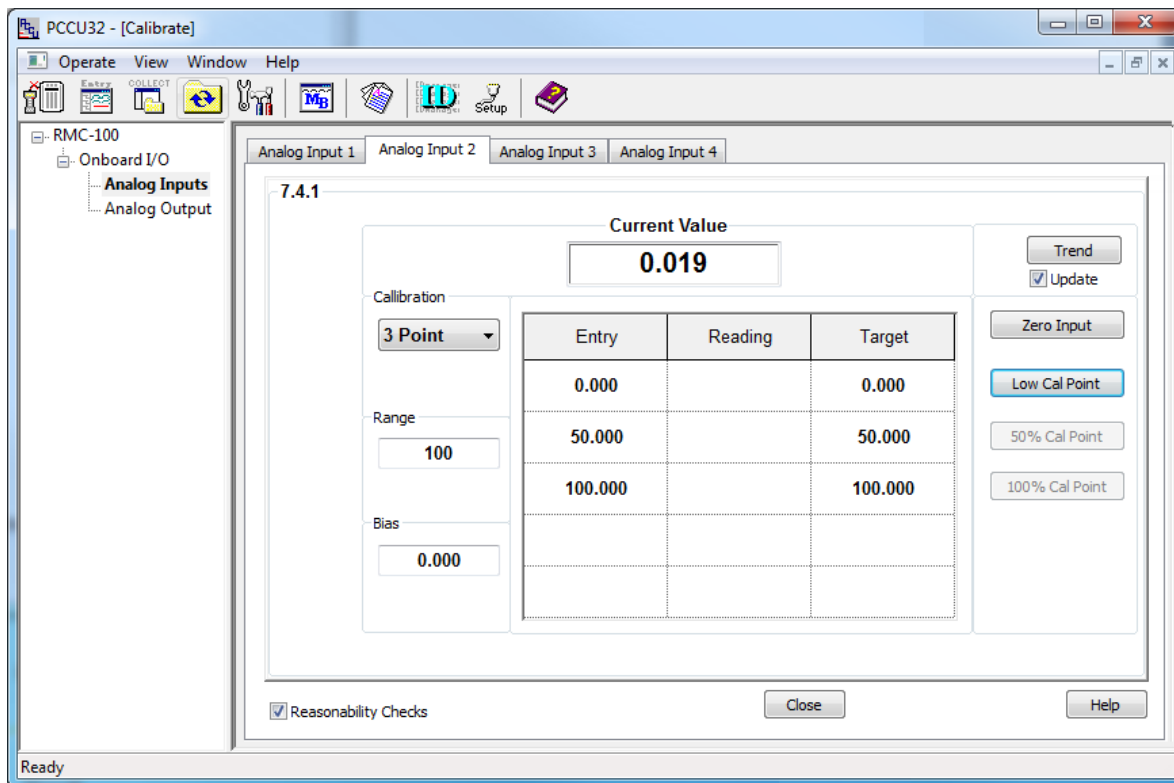 PCCU32 - [Calibrate]
Operate View Window Help
Entry COLLECT
MB ID Setup
RMC-100
Onboard I/O
Analog Inputs
Analog Output
Analog Input 1 Analog Input 2 Analog Input 3 Analog Input 4
7.4.1
Current Value
0.019
Trend
Update
Callibration
3 Point
Entry Reading Target
Zero Input
0.000 0.000
Low Cal Point
Range
100
50.000 50.000
50% Cal Point
100.000 100.000
100% Cal Point
Bias
0.000
Reasonability Checks
Close
Help
Ready